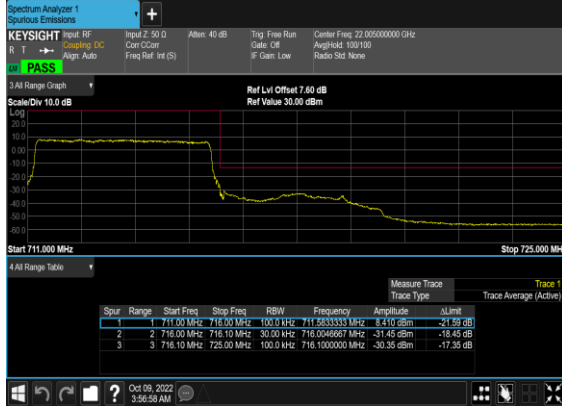 Spectrum Analyzer 1
Spurious Emissions
+
KEYSIGHT Input: RF Input Z: 50 Ω Atten: 40 dB Trig: Free Run Center Freq: 22.005000000 GHz
R T Coupling: DC Corr CCorr Gate: Off Avg|Hold: 100/100
Align: Auto Freq Ref: Int (S) IF Gain: Low Radio Std: None
PASS
3 All Range Graph
Ref Lvl Offset 7.60 dB
Scale/Div 10.0 dB Ref Value 30.00 dBm
Log
20.0
10.0
0.00
-10.0
-20.0
-30.0
-40.0
-50.0
-60.0
Start 711.000 MHz Stop 725.000 MH
4 All Range Table
Measure Trace Trace 1
Trace Type Trace Average (Active)
Spur Range Start Freq Stop Freq RBW Frequency Amplitude ΔLimit
1 1 711.00 MHz 716.00 MHz 100.0 kHz 711.5833333 MHz 8.410 dBm -21.59 dB
2 2 716.00 MHz 716.10 MHz 30.00 kHz 716.0046667 MHz -31.45 dBm -18.45 dB
3 3 716.10 MHz 725.00 MHz 100.0 kHz 716.1000000 MHz -30.35 dBm -17.35 dB
? Oct 09, 2022
3:56:58 AM